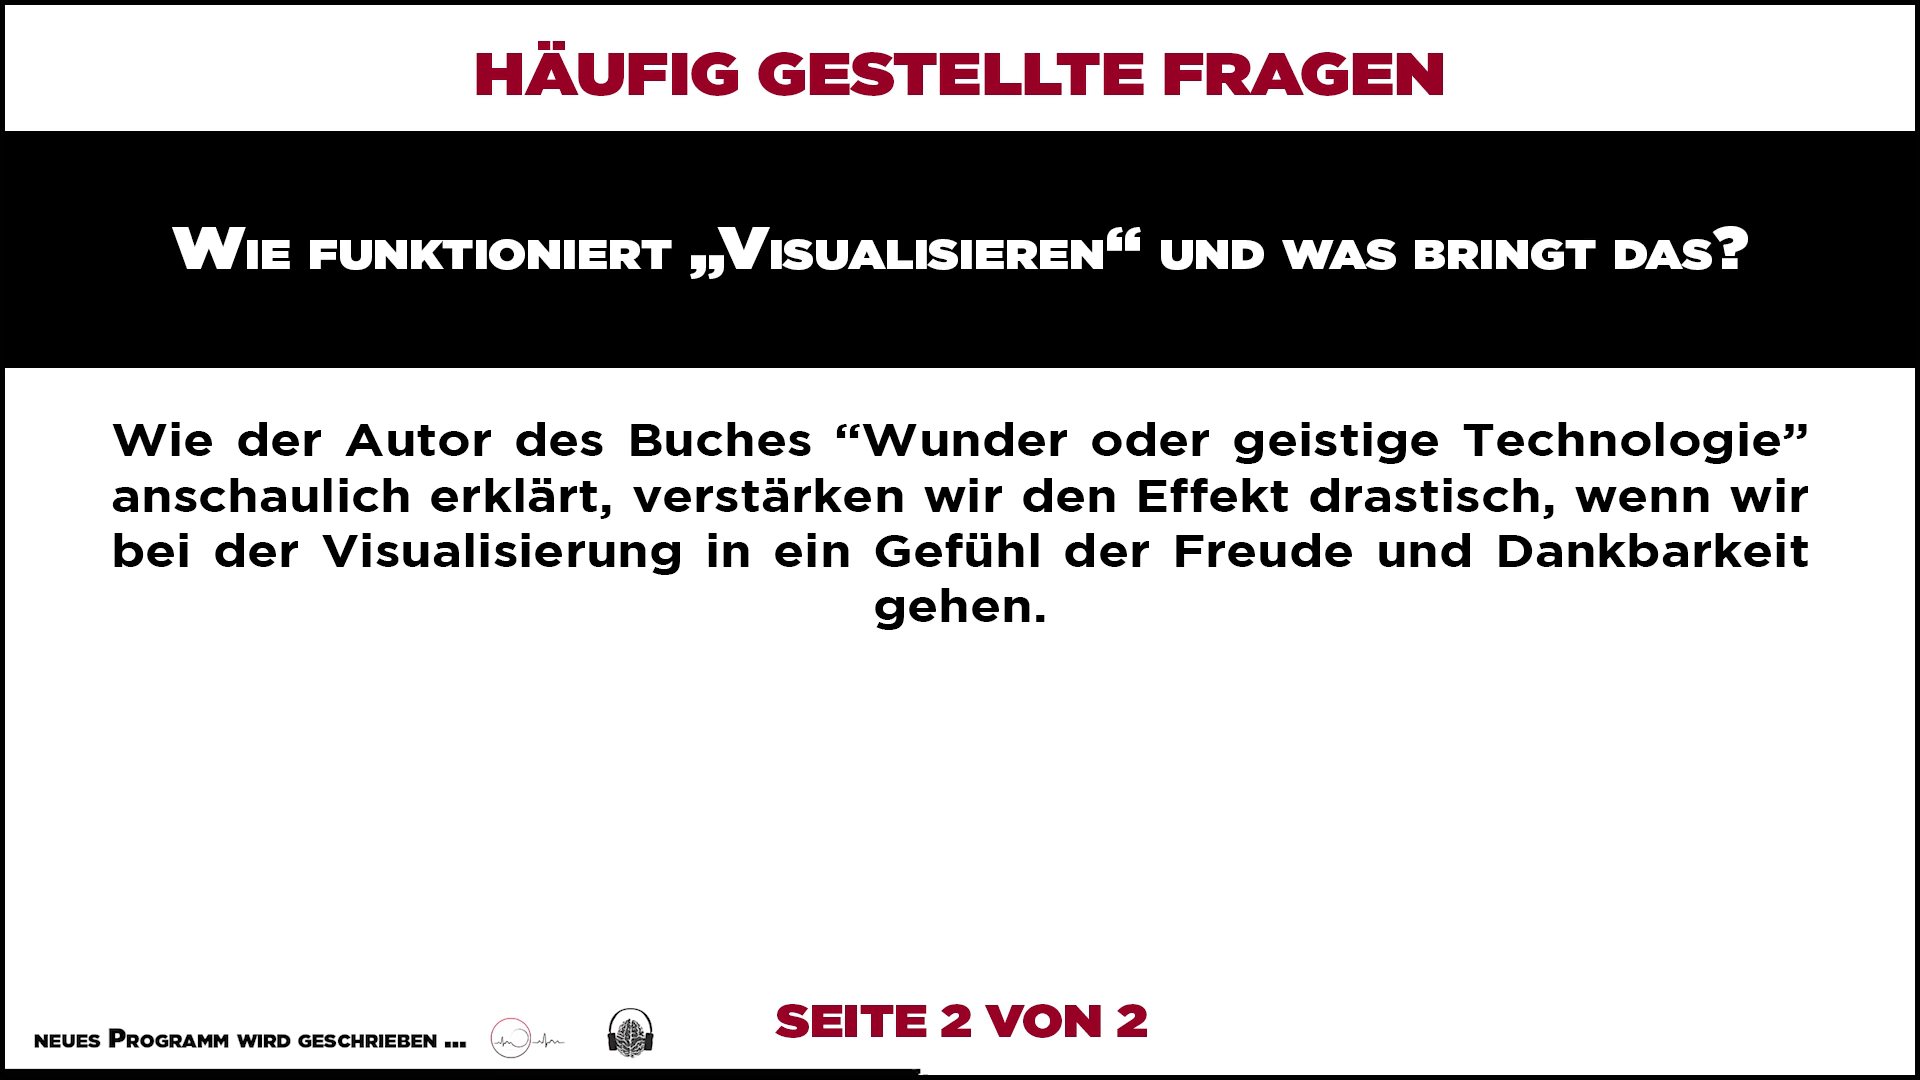 HÄUFIG GESTELLTE FRAGEN
Wie funktioniert „Visualisieren“ und was bringt das?
Wie der Autor des Buches “Wunder oder geistige Technologie”
anschaulich erklärt, verstärken wir den Effekt drastisch, wenn wir
bei der Visualisierung in ein Gefühl der Freude und Dankbarkeit
gehen.
SEITE 2 VON 2
neues Programm wird geschrieben ...